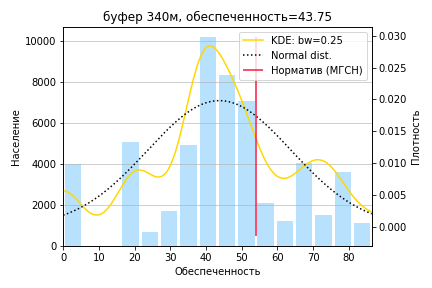 буфер 340м, обеспеченность=43.75
KDE: bw=0.25
Normal dist.
Норматив (МГСН)
10000
8000
6000
4000
2000
0
Население
0.030
0.025
0.020
0.015
0.010
0.005
0.000
Плотность
0 10 20 30 40 50 60 70 80
Обеспеченность